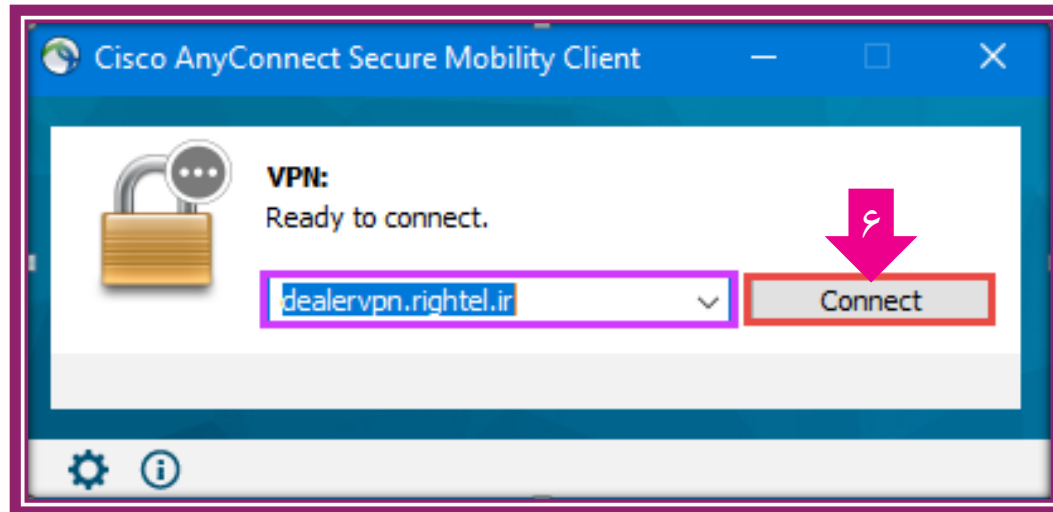 Cisco AnyConnect Secure Mobility Client
VPN:
Ready to connect.
۶
dealervpn.rightel.ir
Connect